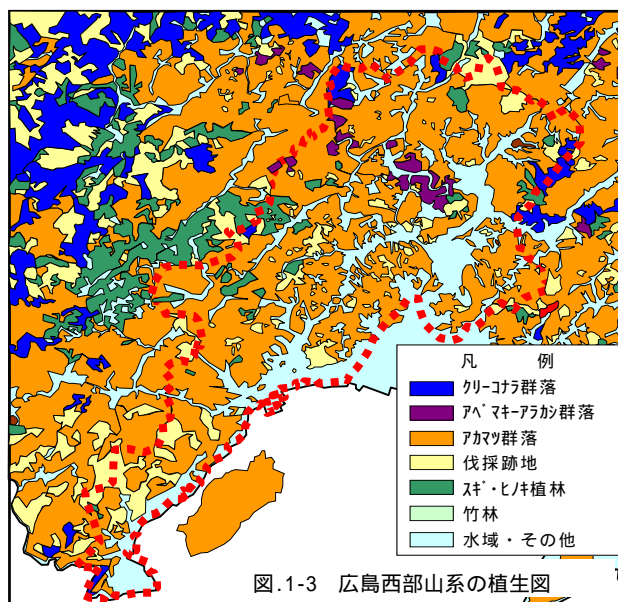 凡 例
ｸﾘｰｺﾅﾗ群落
ｱﾍﾞﾏｷｰｱﾗｶｼ群落
ｱｶﾏﾂ群落
伐採跡地
ｽｷﾞ・ﾋﾉｷ植林
竹林
水域・その他
図.1-3 広島西部山系の植生図